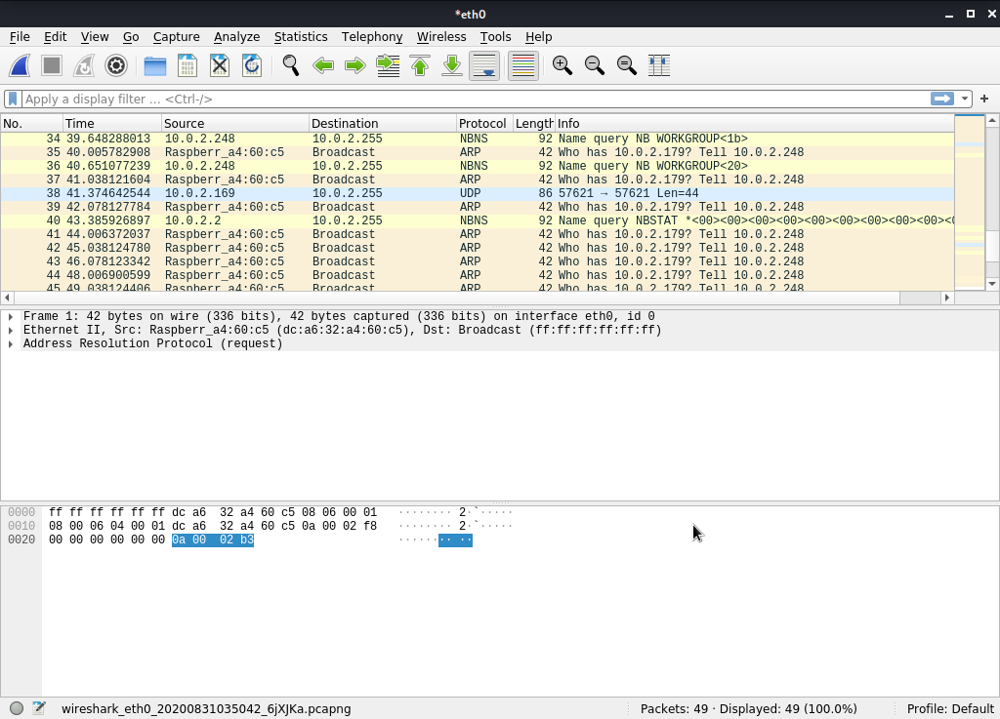 *eth0
File Edit View Go Capture Analyze Statistics Telephony Wireless Tools Help
Apply a display filter ... <Ctrl-/>
No. Time Source Destination Protocol Length Info
34 39.648288013 10.0.2.248 10.0.2.255 NBNS 92 Name query NB WORKGROUP<1b>
35 40.005782908 Raspberr_a4:60:c5 Broadcast ARP 42 Who has 10.0.2.179? Tell 10.0.2.248
36 40.651077239 10.0.2.248 10.0.2.255 NBNS 92 Name query NB WORKGROUP<20>
37 41.038121604 Raspberr_a4:60:c5 Broadcast ARP 42 Who has 10.0.2.179? Tell 10.0.2.248
38 41.374642544 10.0.2.169 10.0.2.255 UDP 86 57621 → 57621 Len=44
39 42.078127784 Raspberr_a4:60:c5 Broadcast ARP 42 Who has 10.0.2.179? Tell 10.0.2.248
40 43.385926897 10.0.2.2 10.0.2.255 NBNS 92 Name query NBSTAT *<00><00><00><00><00><00><00><00><00><0
41 44.006372037 Raspberr_a4:60:c5 Broadcast ARP 42 Who has 10.0.2.179? Tell 10.0.2.248
42 45.038124780 Raspberr_a4:60:c5 Broadcast ARP 42 Who has 10.0.2.179? Tell 10.0.2.248
43 46.078123342 Raspberr_a4:60:c5 Broadcast ARP 42 Who has 10.0.2.179? Tell 10.0.2.248
44 48.006900599 Raspberr_a4:60:c5 Broadcast ARP 42 Who has 10.0.2.179? Tell 10.0.2.248
45 49.038124406 Raspberr_a4:60:c5 Broadcast ARP 42 Who has 10.0.2.179? Tell 10.0.2.248
Frame 1: 42 bytes on wire (336 bits), 42 bytes captured (336 bits) on interface eth0, id 0
Ethernet II, Src: Raspberr_a4:60:c5 (dc:a6:32:a4:60:c5), Dst: Broadcast (ff:ff:ff:ff:ff:ff)
Address Resolution Protocol (request)
0000 ff ff ff ff ff ff dc a6 32 a4 60 c5 08 06 00 01 ········ 2·`·····
0010 08 00 06 04 00 01 dc a6 32 a4 60 c5 0a 00 02 f8 ········ 2·`·····
0020 00 00 00 00 00 00 0a 00 02 b3 ········ ··
wireshark_eth0_20200831035042_6jXJKa.pcapng Packets: 49 · Displayed: 49 (100.0%) Profile: Default